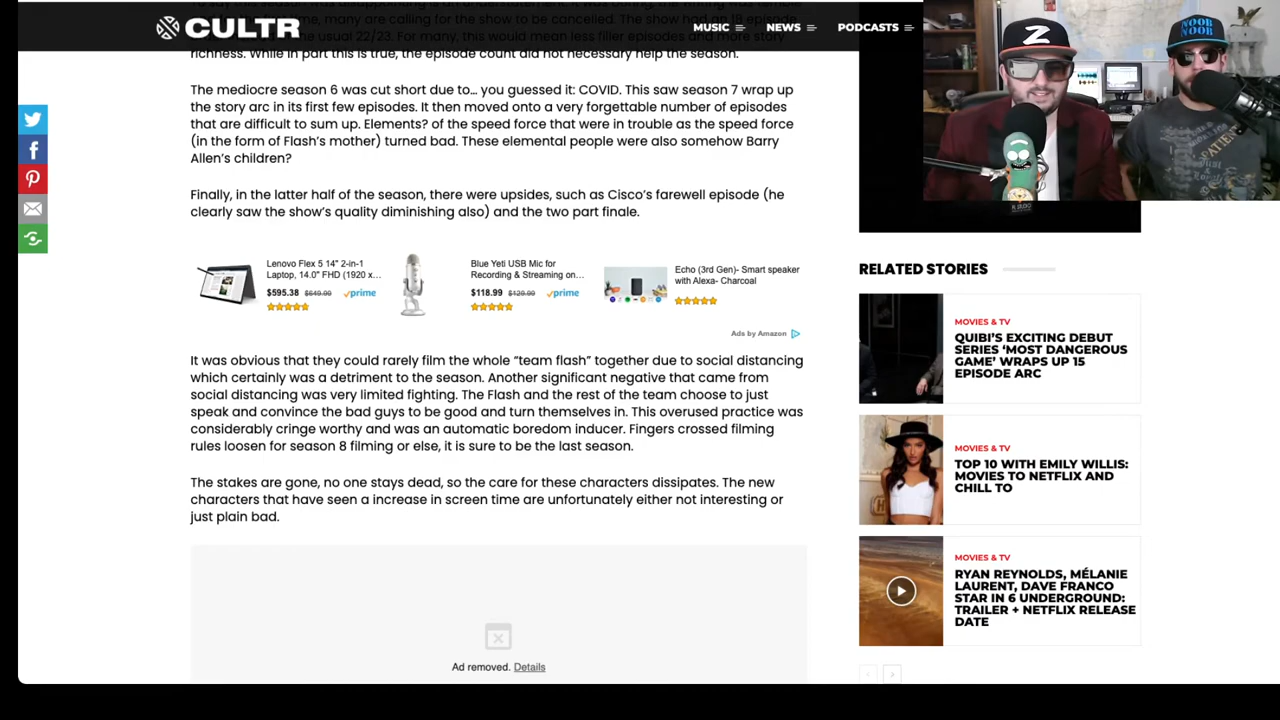 CULTR
MUSIC
NEWS
PODCASTS
richness. While in part this is true, the episode count did not necessary help the season.
The mediocre season 6 was cut short due to… you guessed it: COVID. This saw season 7 wrap up
the story arc in its first few episodes. It then moved onto a very forgettable number of episodes
that are difficult to sum up. Elements? of the speed force that were in trouble as the speed force
(in the form of Flash's mother) turned bad. These elemental people were also somehow Barry
Allen's children?
Finally, in the latter half of the season, there were upsides, such as Cisco's farewell episode (he
clearly saw the show's quality diminishing also) and the two part finale.
Lenovo Flex 5 14" 2-in-1
Laptop, 14.0" FHD (1920 x...
$595.38 $649.00 prime
Blue Yeti USB Mic for
Recording & Streaming on...
$118.99 $129.99 prime
Echo (3rd Gen)- Smart speaker
with Alexa- Charcoal
Ads by Amazon
It was obvious that they could rarely film the whole "team flash" together due to social distancing
which certainly was a detriment to the season. Another significant negative that came from
social distancing was very limited fighting. The Flash and the rest of the team choose to just
speak and convince the bad guys to be good and turn themselves in. This overused practice was
considerably cringe worthy and was an automatic boredom inducer. Fingers crossed filming
rules loosen for season 8 filming or else, it is sure to be the last season.
The stakes are gone, no one stays dead, so the care for these characters dissipates. The new
characters that have seen a increase in screen time are unfortunately either not interesting or
just plain bad.
Ad removed. Details
Z
NOOB
NOOB
PATIENT
RELATED STORIES
MOVIES & TV
QUIBI'S EXCITING DEBUT
SERIES 'MOST DANGEROUS
GAME' WRAPS UP 15
EPISODE ARC
MOVIES & TV
TOP 10 WITH EMILY WILLIS:
MOVIES TO NETFLIX AND
CHILL TO
MOVIES & TV
RYAN REYNOLDS, MÉLANIE
LAURENT, DAVE FRANCO
STAR IN 6 UNDERGROUND:
TRAILER + NETFLIX RELEASE
DATE